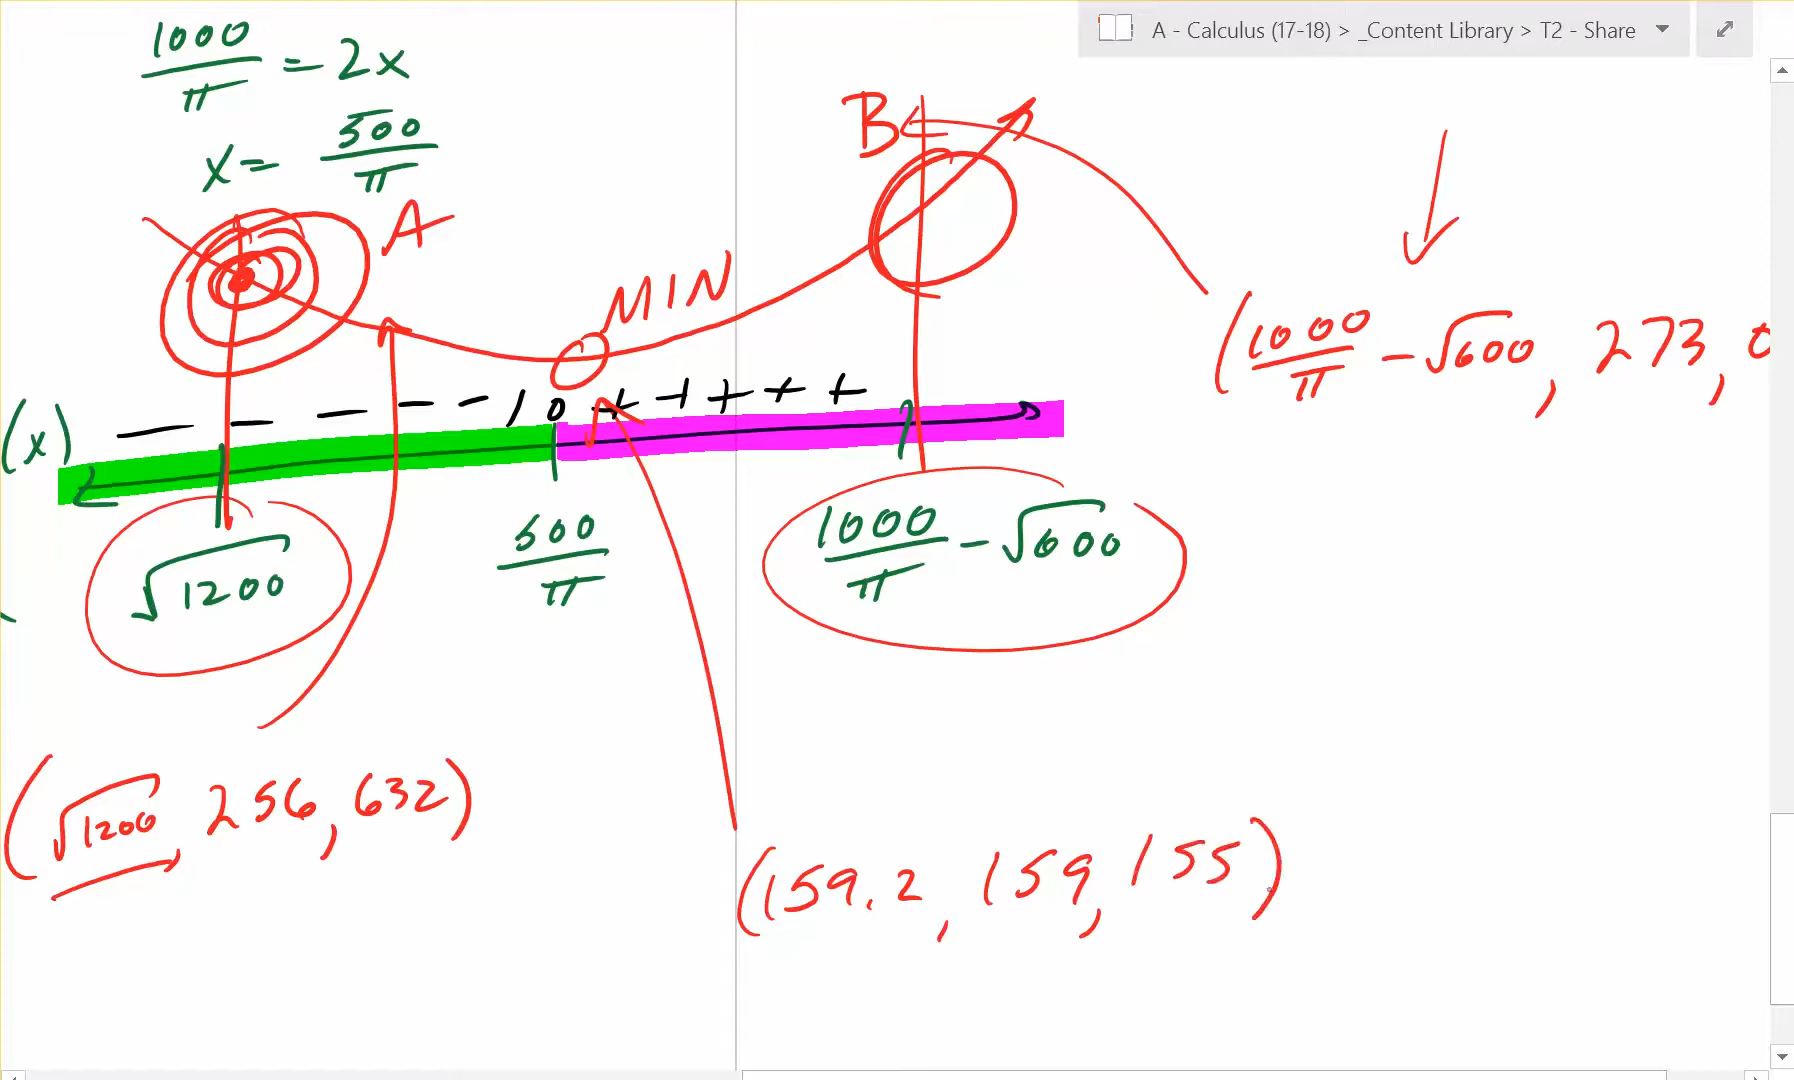 A - Calculus (17-18) > _Content Library > T2 - Share
1000/π = 2x
x = 500/π
A
B
MIN
(1000/π - √600, 273, 0
(x)
- - - - - 0 + + + + +
√1200
500/π
1000/π - √600
(√1200, 256,632)
(159.2, 159,155)